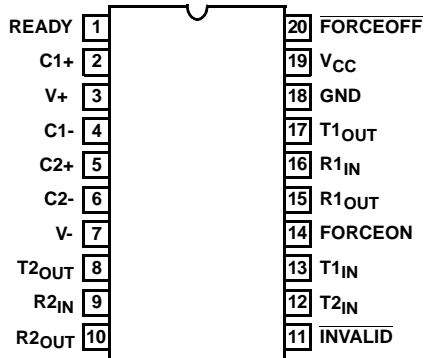 READY 1 20 FORCEOFF
C1+ 2 19 VCC
V+ 3 18 GND
C1- 4 17 T1OUT
C2+ 5 16 R1IN
C2- 6 15 R1OUT
V- 7 14 FORCEON
T2OUT 8 13 T1IN
R2IN 9 12 T2IN
R2OUT 10 11 INVALID